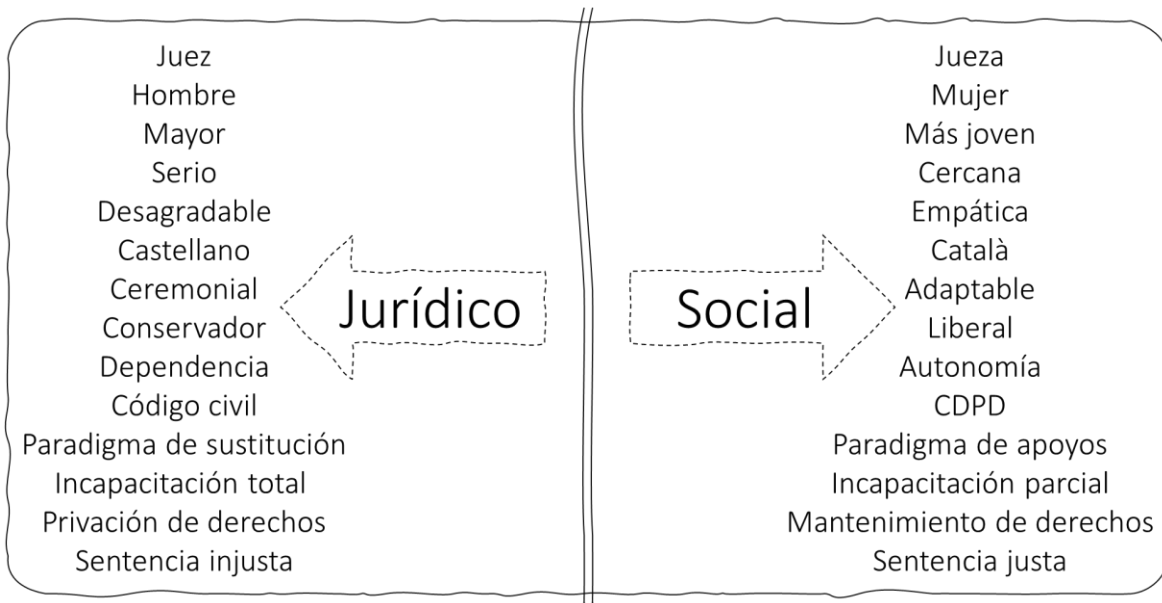 Juez
Hombre
Mayor
Serio
Desagradable
Castellano
Ceremonial
Conservador
Dependencia
Código civil
Paradigma de sustitución
Incapacitación total
Privación de derechos
Sentencia injusta
Jurídico
Social
Jueza
Mujer
Más joven
Cercana
Empática
Català
Adaptable
Liberal
Autonomía
CDPD
Paradigma de apoyos
Incapacitación parcial
Mantenimiento de derechos
Sentencia justa